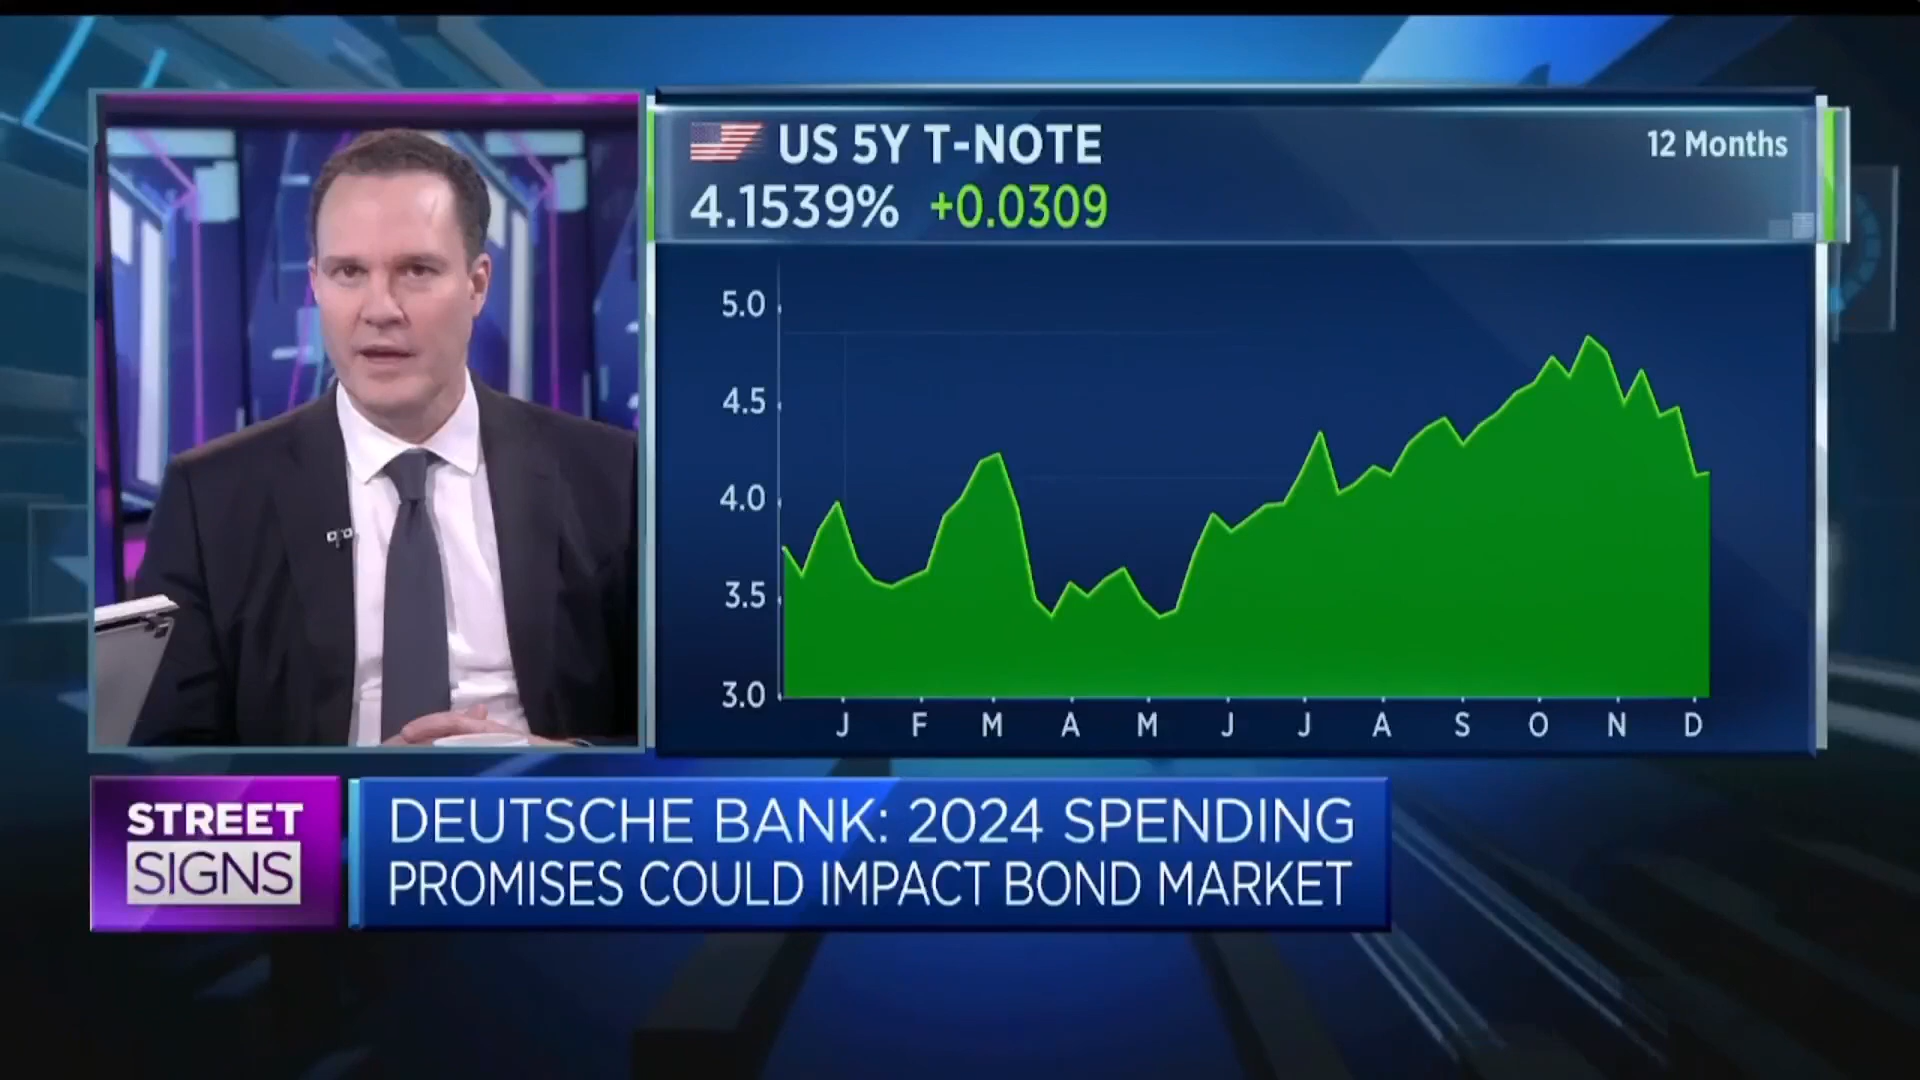 US 5Y T-NOTE
12 Months
4.1539% +0.0309
5.0
4.5
4.0
3.5
3.0
J F M A M J J A S O N D
STREET
SIGNS
DEUTSCHE BANK: 2024 SPENDING
PROMISES COULD IMPACT BOND MARKET